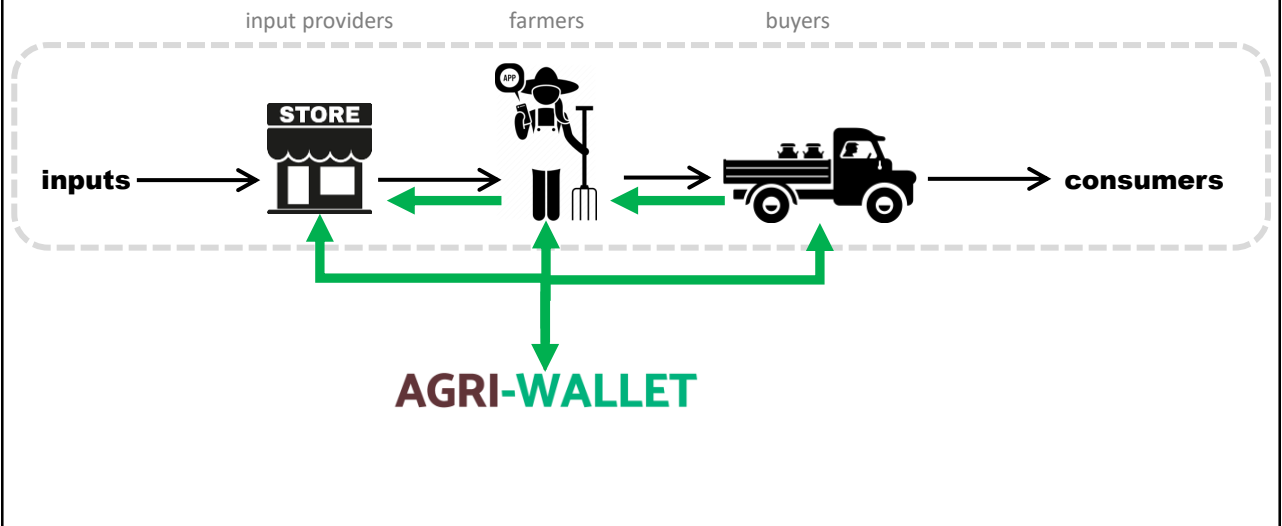 input providers
farmers
buyers
APP
STORE
inputs
consumers
AGRI-WALLET